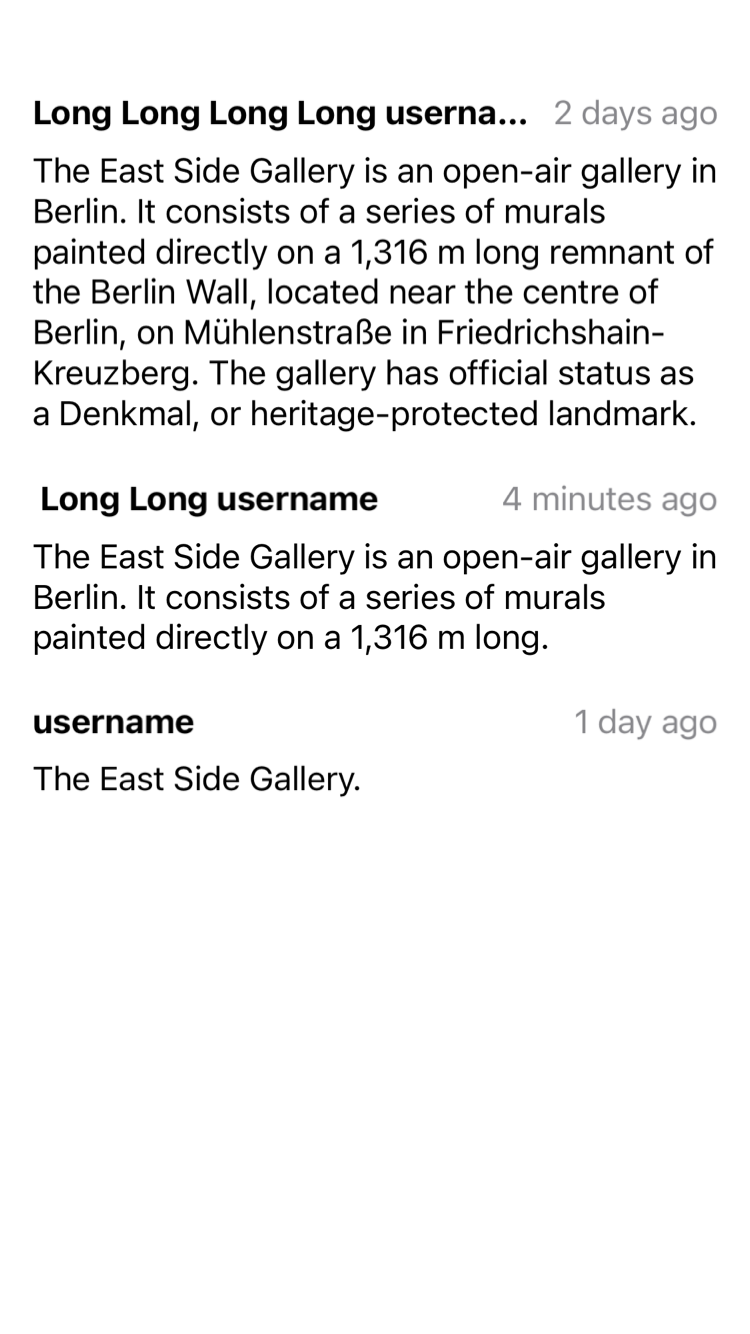 Long Long Long Long userna... 2 days ago
The East Side Gallery is an open-air gallery in
Berlin. It consists of a series of murals
painted directly on a 1,316 m long remnant of
the Berlin Wall, located near the centre of
Berlin, on Mühlenstraße in Friedrichshain-
Kreuzberg. The gallery has official status as
a Denkmal, or heritage-protected landmark.
Long Long username 4 minutes ago
The East Side Gallery is an open-air gallery in
Berlin. It consists of a series of murals
painted directly on a 1,316 m long.
username 1 day ago
The East Side Gallery.